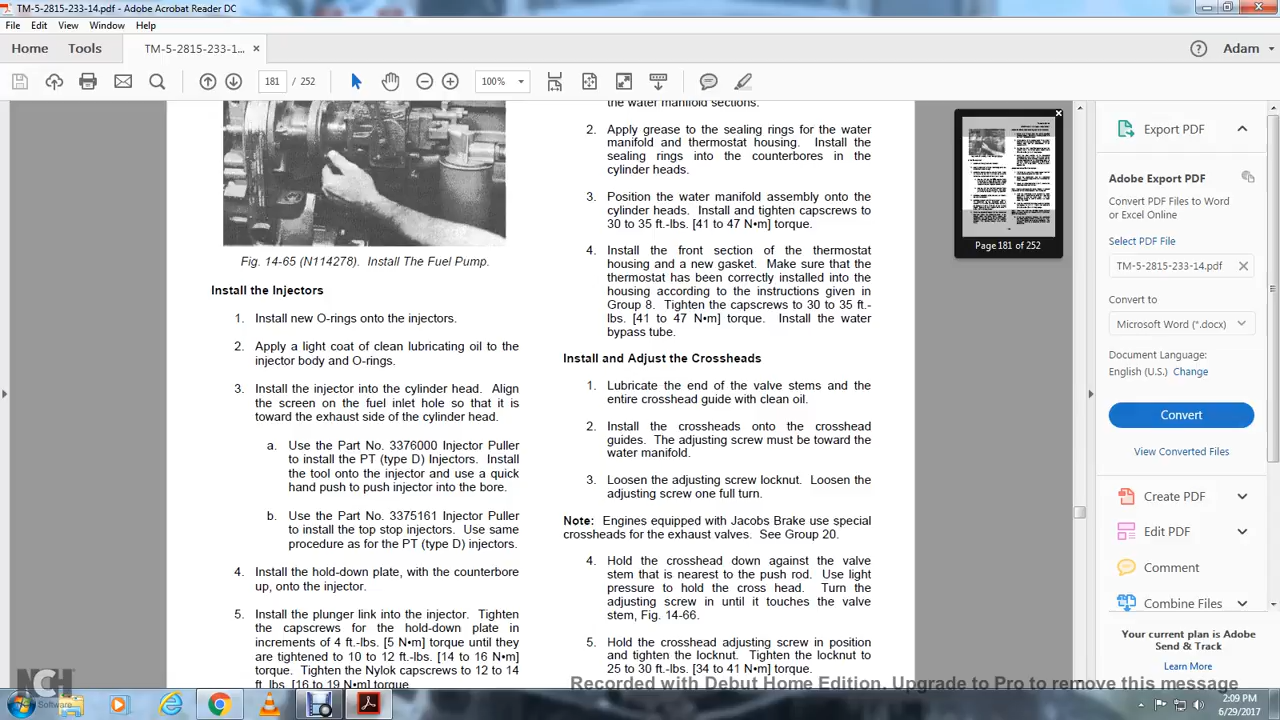 TM-5-2815-233-14.pdf - Adobe Acrobat Reader DC
File Edit View Window Help
Home Tools TM-5-2815-233-1... × Adam
181 / 252 100%
Fig. 14-65 (N114278). Install The Fuel Pump.
Install the Injectors
1. Install new O-rings onto the injectors.
2. Apply a light coat of clean lubricating oil to the
injector body and O-rings.
3. Install the injector into the cylinder head. Align
the screen on the fuel inlet hole so that it is
toward the exhaust side of the cylinder head.
a. Use the Part No. 3376000 Injector Puller
to install the PT (type D) Injectors. Install
the tool onto the injector and use a quick
hand push to push injector into the bore.
b. Use the Part No. 3375161 Injector Puller
to install the top stop injectors. Use same
procedure as for the PT (type D) injectors.
4. Install the hold-down plate, with the counterbore
up, onto the injector.
5. Install the plunger link into the injector. Tighten
the capscrews for the hold-down plate in
increments of 4 ft.-lbs. [5 N•m] torque until they
are tightened to 10 to 12 ft.-lbs. [14 to 16 N•m]
torque. Tighten the Nylok capscrews to 12 to 14
ft. lbs. [16 to 19 N•m] torque.
the water manifold sections.
2. Apply grease to the sealing rings for the water
manifold and thermostat housing. Install the
sealing rings into the counterbores in the
cylinder heads.
3. Position the water manifold assembly onto the
cylinder heads. Install and tighten capscrews to
30 to 35 ft.-lbs. [41 to 47 N•m] torque.
4. Install the front section of the thermostat
housing and a new gasket. Make sure that the
thermostat has been correctly installed into the
housing according to the instructions given in
Group 8. Tighten the capscrews to 30 to 35 ft.-
lbs. [41 to 47 N•m] torque. Install the water
bypass tube.
Install and Adjust the Crossheads
1. Lubricate the end of the valve stems and the
entire crosshead guide with clean oil.
2. Install the crossheads onto the crosshead
guides. The adjusting screw must be toward the
water manifold.
3. Loosen the adjusting screw locknut. Loosen the
adjusting screw one full turn.
Note: Engines equipped with Jacobs Brake use special
crossheads for the exhaust valves. See Group 20.
4. Hold the crosshead down against the valve
stem that is nearest to the push rod. Use light
pressure to hold the cross head. Turn the
adjusting screw in until it touches the valve
stem, Fig. 14-66.
5. Hold the crosshead adjusting screw in position
and tighten the locknut. Tighten the locknut to
25 to 30 ft.-lbs. [34 to 41 N•m] torque.
Page 181 of 252
Export PDF
Adobe Export PDF
Convert PDF Files to Word
or Excel Online
Select PDF File
TM-5-2815-233-14.pdf
Convert to
Microsoft Word (*.docx)
Document Language:
English (U.S.) Change
Convert
View Converted Files
Create PDF
Edit PDF
Comment
Combine Files
Your current plan is Adobe
Send & Track
Learn More
Recorded with Debut Home Edition. Upgrade to Pro to remove this message
NCH Software
2:09 PM
6/29/2017